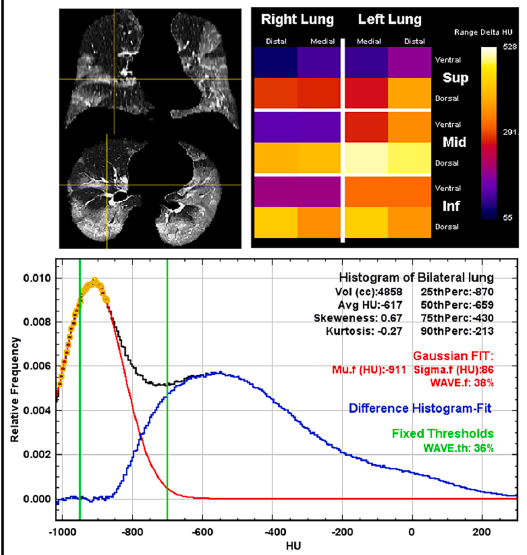 Right Lung Left Lung
Range Delta HU
Distal Medial Medial Distal
528
Ventral
Sup
Dorsal
Ventral
291.
Mid
Dorsal
Ventral
Inf
55
Dorsal
Histogram of Bilateral lung
Vol (cc):4858 25thPerc:-870
Avg HU:-617 50thPerc:-659
Skeweness: 0.67 75thPerc:-430
Kurtosis: -0.27 90thPerc:-213
Gaussian FIT:
Mu.f (HU):-911 Sigma.f (HU):86
WAVE.f: 38%
Difference Histogram-Fit
Fixed Thresholds
WAVE.th: 36%
Relative Frequency
0.010
0.008
0.006
0.004
0.002
0.000
-1000 -800 -600 -400 -200 0 200
HU